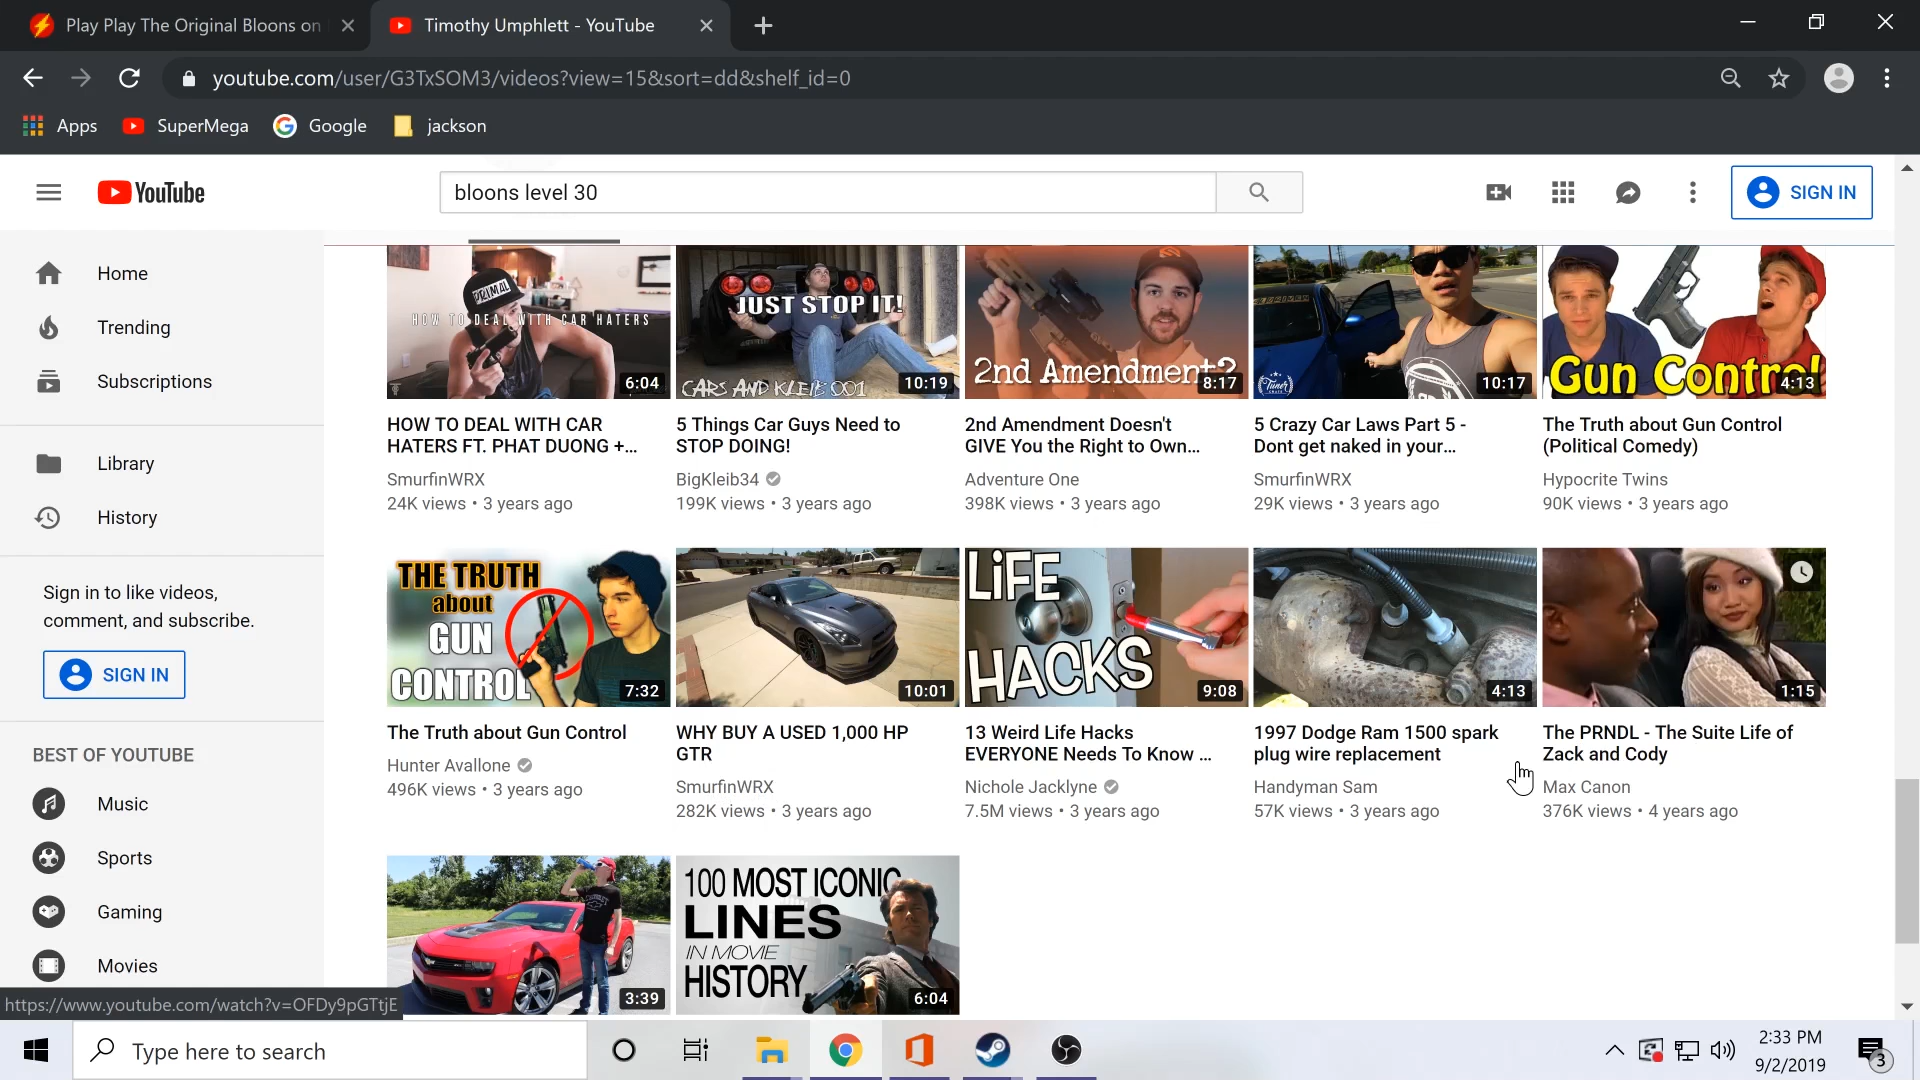 Play Play The Original Bloons on
Timothy Umphlett - YouTube
youtube.com/user/G3TxSOM3/videos?view=15&sort=dd&shelf_id=0
Apps
SuperMega
Google
jackson
YouTube
bloons level 30
SIGN IN
Home
Trending
Subscriptions
Library
History
Sign in to like videos,
comment, and subscribe.
SIGN IN
BEST OF YOUTUBE
Music
Sports
Gaming
Movies
PRIMAL
HOW TO DEAL WITH CAR HATERS
6:04
HOW TO DEAL WITH CAR
HATERS FT. PHAT DUONG +...
SmurfinWRX
24K views • 3 years ago
JUST STOP IT!
CARS AND KLEIB 001
10:19
5 Things Car Guys Need to
STOP DOING!
BigKleib34
199K views • 3 years ago
2nd Amendment?
8:17
2nd Amendment Doesn't
GIVE You the Right to Own...
Adventure One
398K views • 3 years ago
Tuner
10:17
5 Crazy Car Laws Part 5 -
Dont get naked in your...
SmurfinWRX
29K views • 3 years ago
Gun Control
4:13
The Truth about Gun Control
(Political Comedy)
Hypocrite Twins
90K views • 3 years ago
THE TRUTH
about
GUN
CONTROL
7:32
The Truth about Gun Control
Hunter Avallone
496K views • 3 years ago
10:01
WHY BUY A USED 1,000 HP
GTR
SmurfinWRX
282K views • 3 years ago
LiFE
HACKS
9:08
13 Weird Life Hacks
EVERYONE Needs To Know ...
Nichole Jacklyne
7.5M views • 3 years ago
4:13
1997 Dodge Ram 1500 spark
plug wire replacement
Handyman Sam
57K views • 3 years ago
1:15
The PRNDL - The Suite Life of
Zack and Cody
Max Canon
376K views • 4 years ago
3:39
100 MOST ICONIC
LINES
IN MOVIE
HISTORY
6:04
https://www.youtube.com/watch?v=OFDy9pGTtjE
Type here to search
2:33 PM
9/2/2019
3